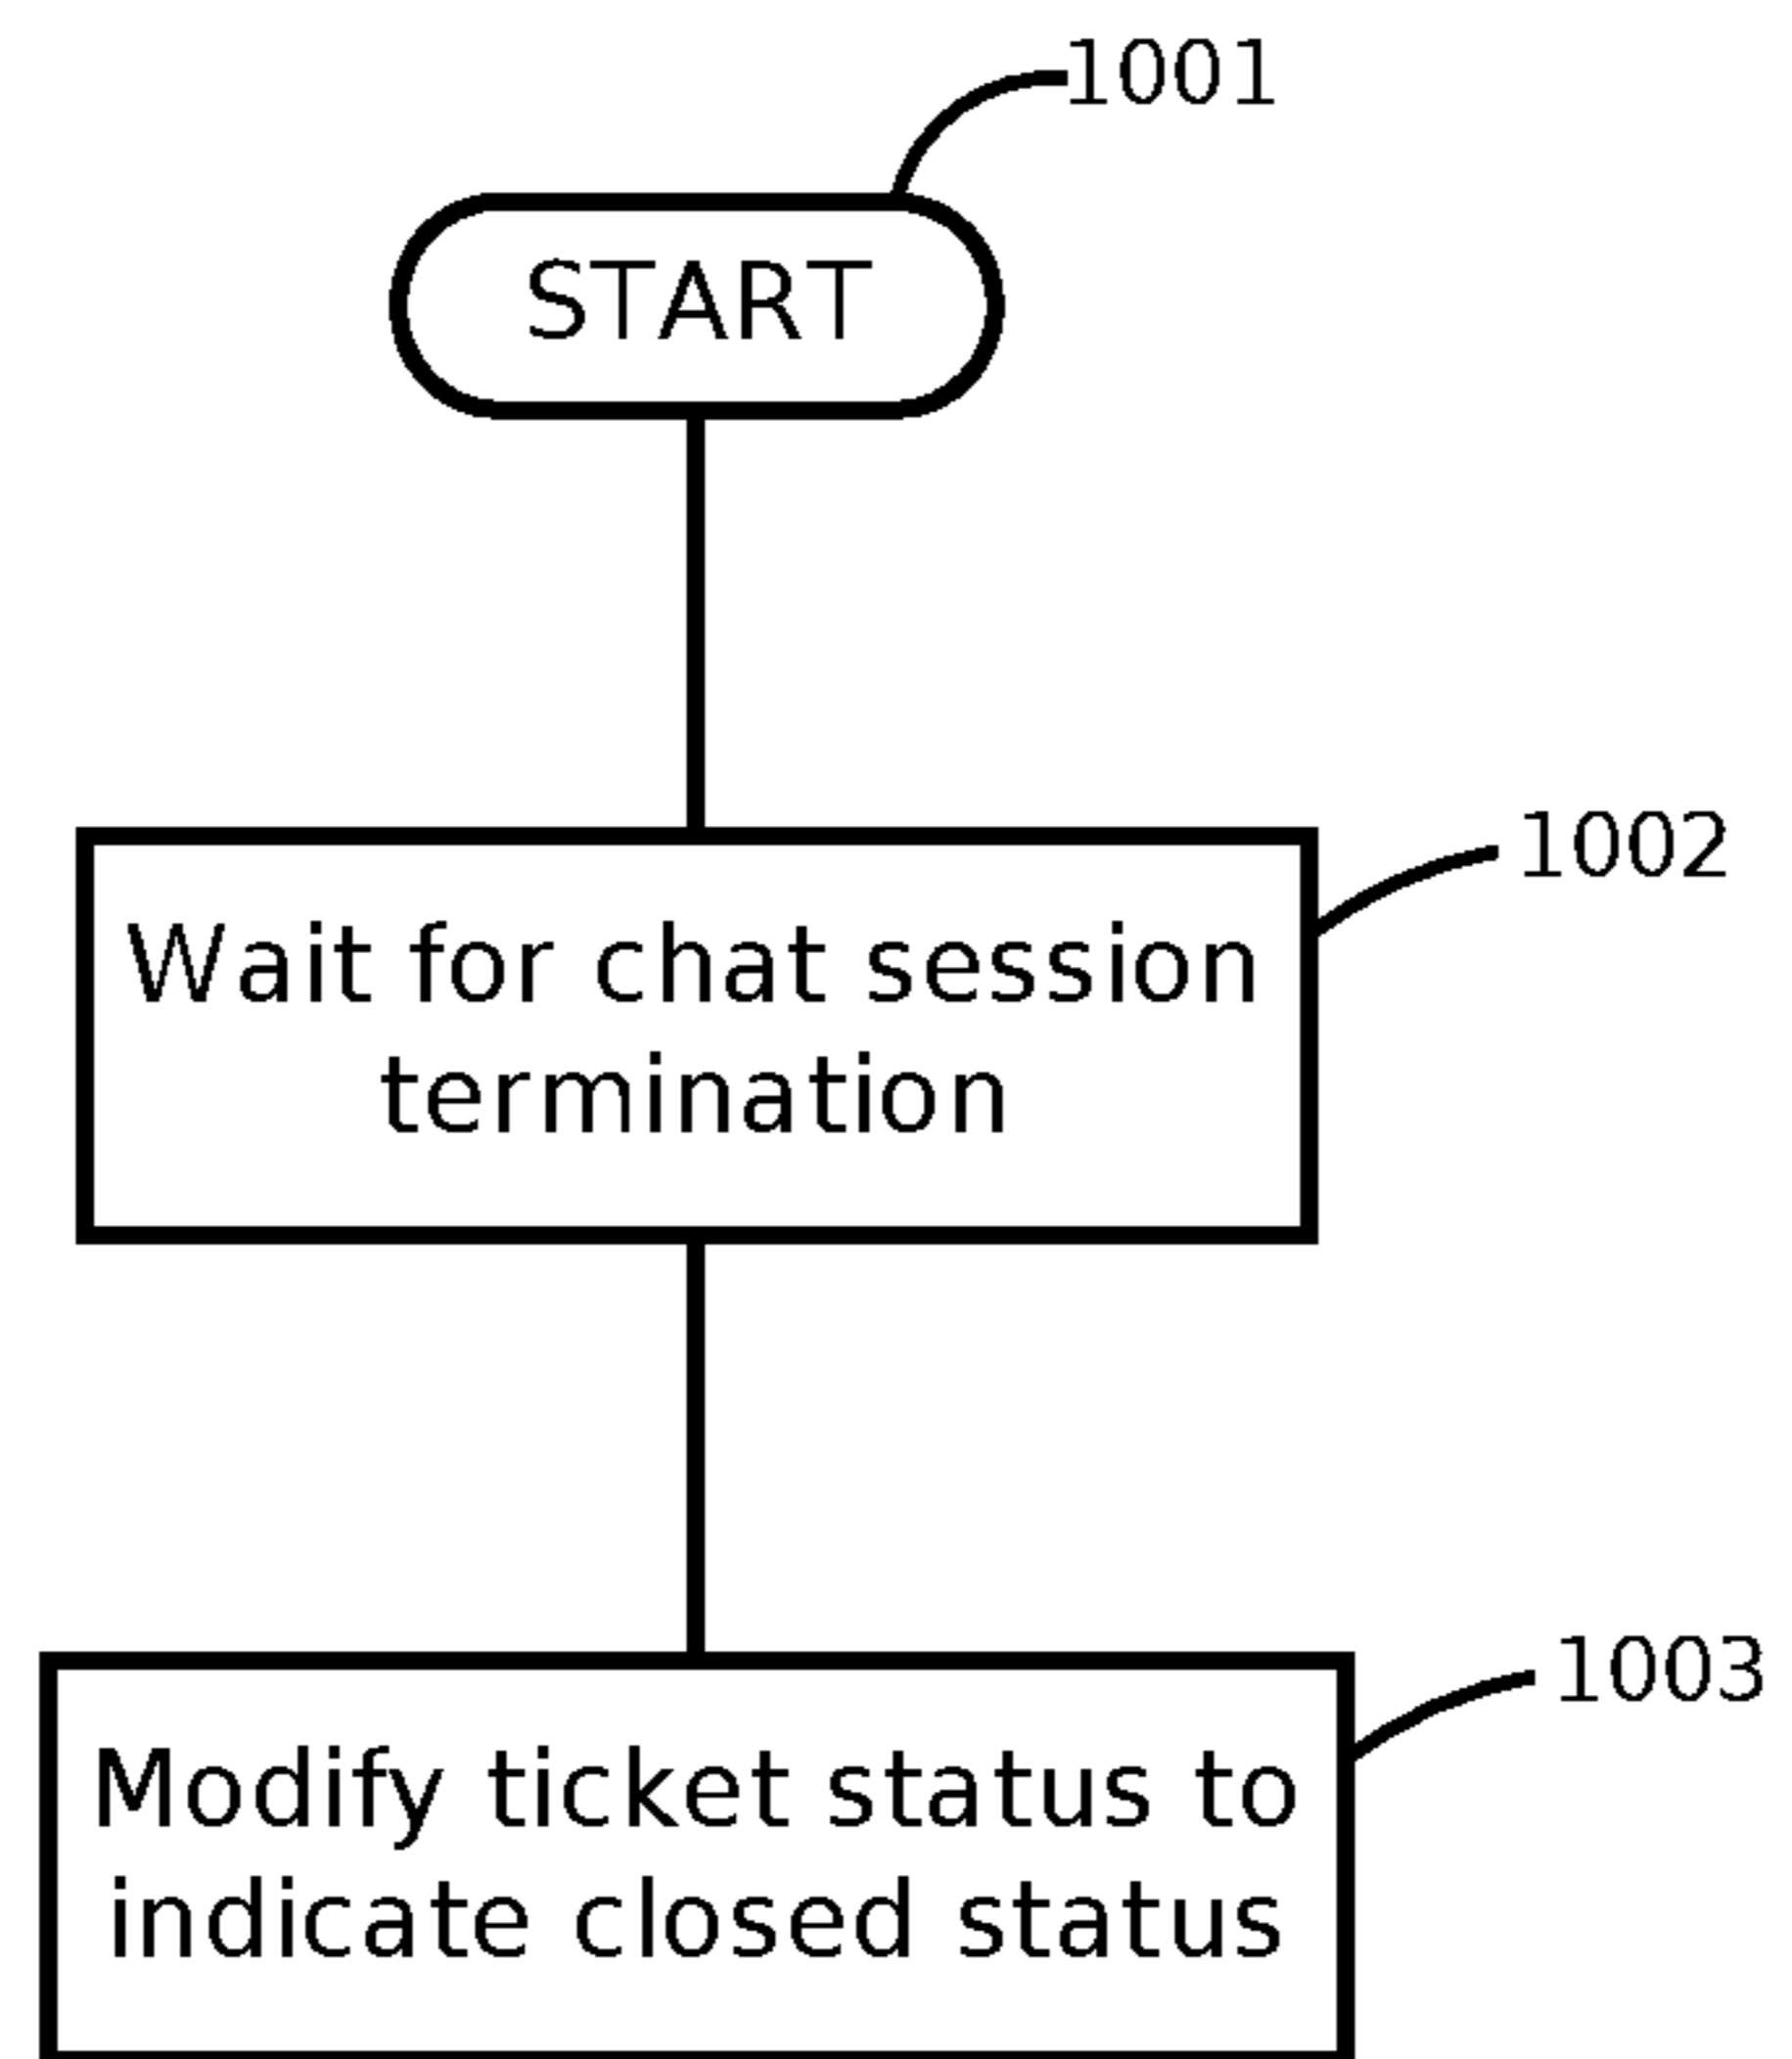 1001
START
1002
Wait for chat session
termination
1003
Modify ticket status to
indicate closed status